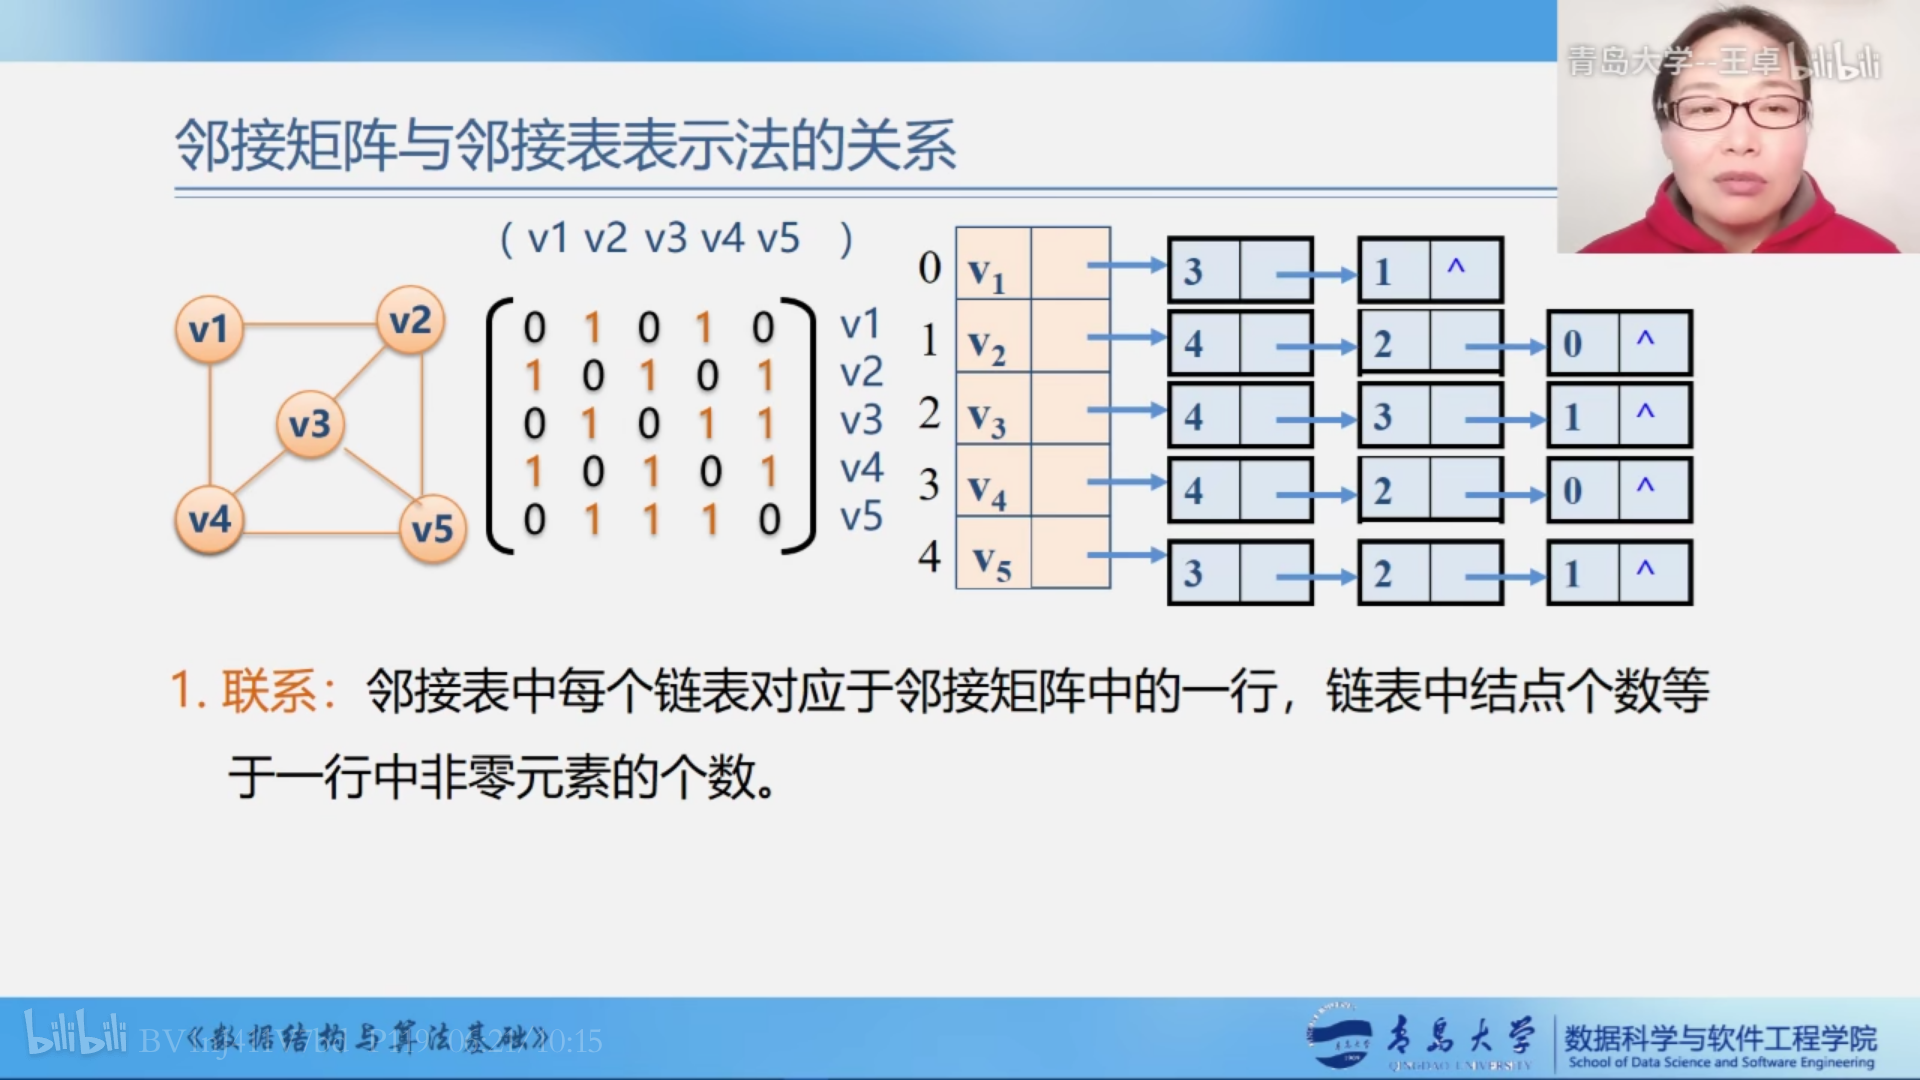 青岛大学--王卓 bilibili
邻接矩阵与邻接表表示法的关系
( v1 v2 v3 v4 v5 )
v1 v2 v3 v4 v5
0 1 0 1 0 v1
1 0 1 0 1 v2
0 1 0 1 1 v3
1 0 1 0 1 v4
0 1 1 1 0 v5
0 v1 3 1 ^
1 v2 4 2 0 ^
2 v3 4 3 1 ^
3 v4 4 2 0 ^
4 v5 3 2 1 ^
1. 联系：邻接表中每个链表对应于邻接矩阵中的一行，链表中结点个数等
于一行中非零元素的个数。
bilibili
《数据结构与算法基础》
10:15
青岛大学
QINGDAO UNIVERSITY
数据科学与软件工程学院
School of Data Science and Software Engineering